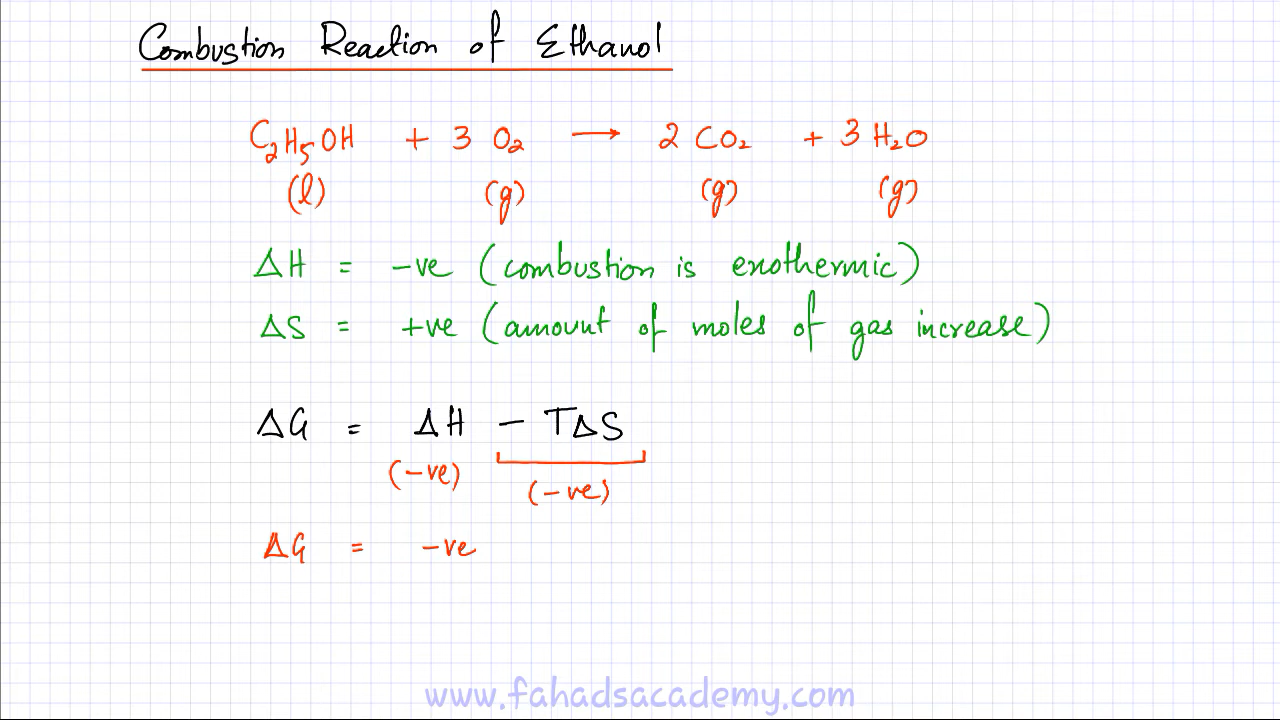 Combustion Reaction of Ethanol
C₂H₅OH + 3 O₂ → 2 CO₂ + 3 H₂O
(l) (g) (g) (g)
ΔH = -ve (combustion is exothermic)
ΔS = +ve (amount of moles of gas increase)
ΔG = ΔH - TΔS
(-ve) (-ve)
ΔG = -ve
www.fahadsacademy.com